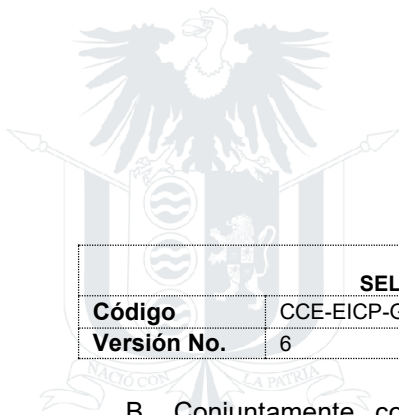 SEL
Código CCE-EICP-G
Versión No. 6
NACIÓ CON LA PATRIA
B. Conjuntamente co